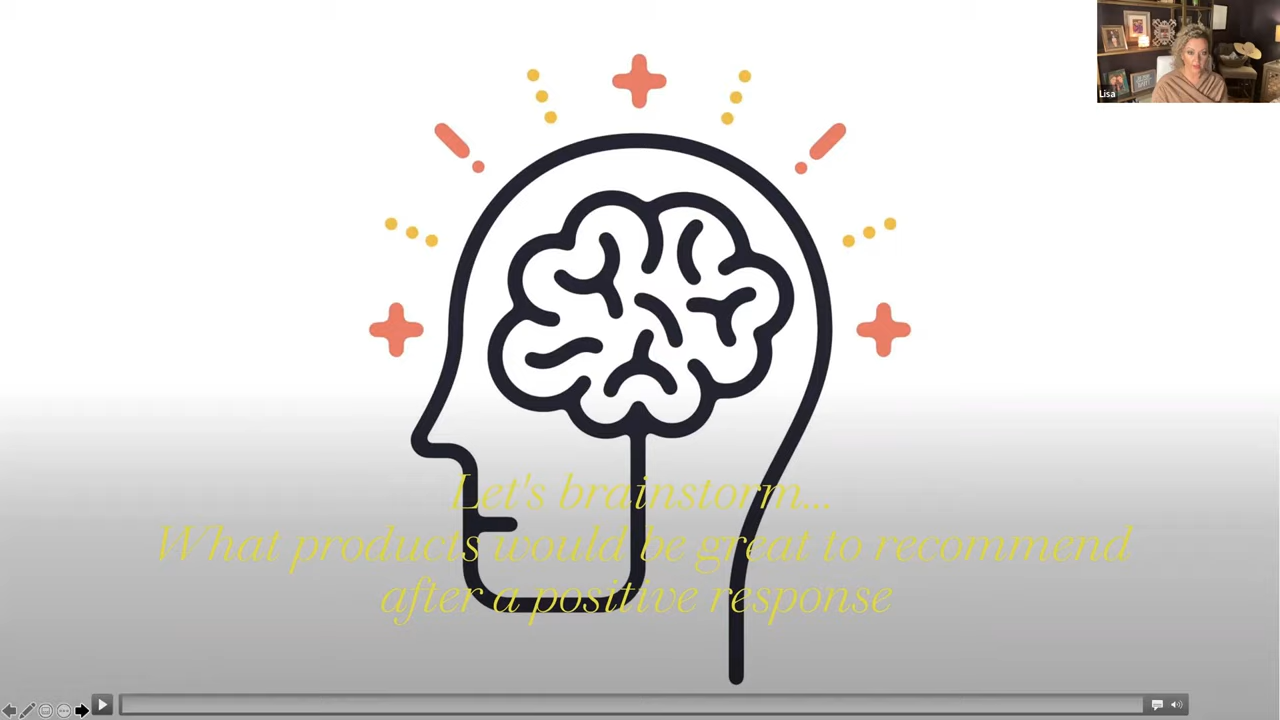 Lisa
Let's brainstorm...
What products would be great to recommend
after a positive response